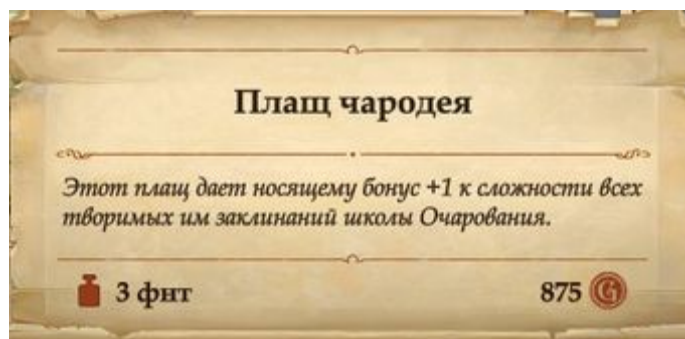 Плащ чародея
Этот плащ дает носящему бонус +1 к сложности всех
творимых им заклинаний школы Очарования.
3 фнт
875 G